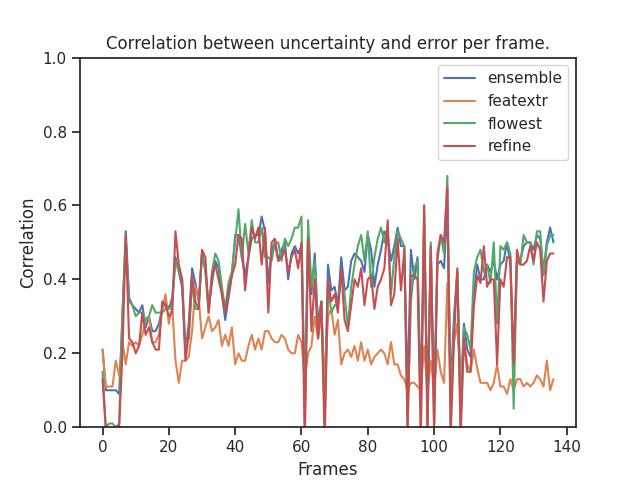 Correlation between uncertainty and error per frame.
1.0
0.8
0.6
0.4
0.2
0.0
Correlation
ensemble
featextr
flowest
refine
0 20 40 60 80 100 120 140
Frames